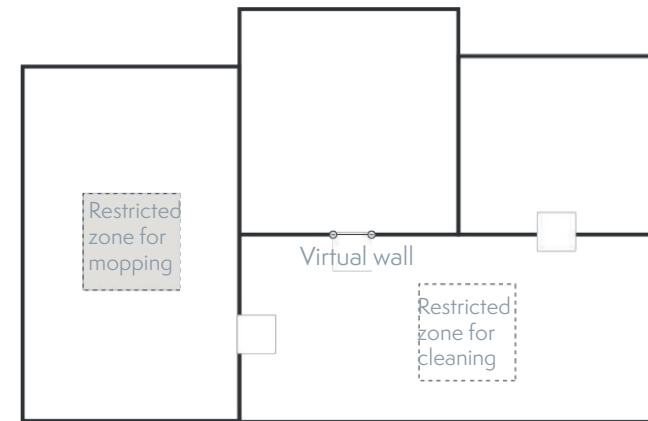 Restricted
zone for
mopping
Virtual wall
Restricted
zone for
cleaning